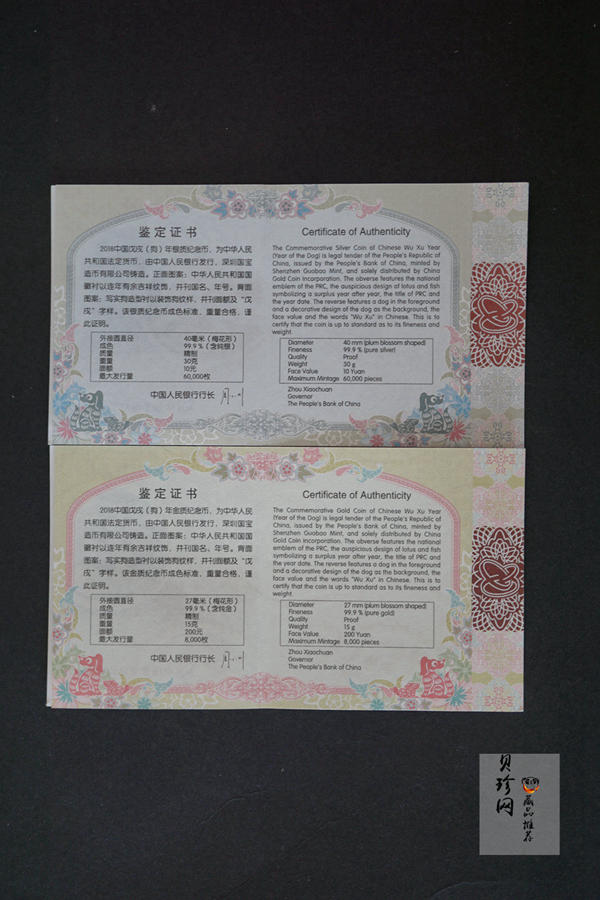 鉴定证书
2018中国戊戌(狗)年银质纪念币,为中华人民
共和国法定货币,由中国人民银行发行,深圳国宝
造币有限公司铸造。正面图案:中华人民共和国国
徽衬以连年有余吉祥纹饰,并刊国名、年号。背面
图案:写实狗造型衬以装饰狗纹样,并刊面额及“戊
戌”字样。该银质纪念币成色标准,重量合格,谨
此证明。
外接圆直径 40毫米(梅花形)
成色 99.9%(含纯银)
质量 精制
重量 30克
面额 10元
最大发行量 60,000枚
中国人民银行行长
Certificate of Authenticity
The Commemorative Silver Coin of Chinese Wu Xu Year
(Year of the Dog) is legal tender of the People's Republic of
China, issued by the People's Bank of China, minted by
Shenzhen Guobao Mint, and solely distributed by China
Gold Coin Incorporation. The obverse features the national
emblem of the PRC, the auspicious design of lotus and fish
symbolizing a surplus year after year, the title of PRC and
the year date. The reverse features a dog in the foreground
and a decorative design of the dog as the background, the
face value and the words "Wu Xu" in Chinese. This is to
certify that the coin is up to standard as to its fineness and
weight.
Diameter 40 mm (plum blossom shaped)
Fineness 99.9 % (pure silver)
Quality Proof
Weight 30 g
Face Value 10 Yuan
Maximum Mintage 60,000 pieces
Zhou Xiaochuan
Governor
The People's Bank of China
鉴定证书
2018中国戊戌(狗)年金质纪念币,为中华人民
共和国法定货币,由中国人民银行发行,深圳国宝
造币有限公司铸造。正面图案:中华人民共和国国
徽衬以连年有余吉祥纹饰,并刊国名、年号。背面
图案:写实狗造型衬以装饰狗纹样,并刊面额及“戊
戌”字样。该金质纪念币成色标准,重量合格,谨
此证明。
外接圆直径 27毫米(梅花形)
成色 99.9%(含纯金)
质量 精制
重量 15克
面额 200元
最大发行量 8,000枚
中国人民银行行长
Certificate of Authenticity
The Commemorative Gold Coin of Chinese Wu Xu Year
(Year of the Dog) is legal tender of the People's Republic of
China, issued by the People's Bank of China, minted by
Shenzhen Guobao Mint, and solely distributed by China
Gold Coin Incorporation. The obverse features the national
emblem of the PRC, the auspicious design of lotus and fish
symbolizing a surplus year after year, the title of PRC and
the year date. The reverse features a dog in the foreground
and a decorative design of the dog as the background, the
face value and the words "Wu Xu" in Chinese. This is to
certify that the coin is up to standard as to its fineness and
weight.
Diameter 27 mm (plum blossom shaped)
Fineness 99.9 % (pure gold)
Quality Proof
Weight 15 g
Face Value 200 Yuan
Maximum Mintage 8,000 pieces
Zhou Xiaochuan
Governor
The People's Bank of China
贝珍网
藏品推荐